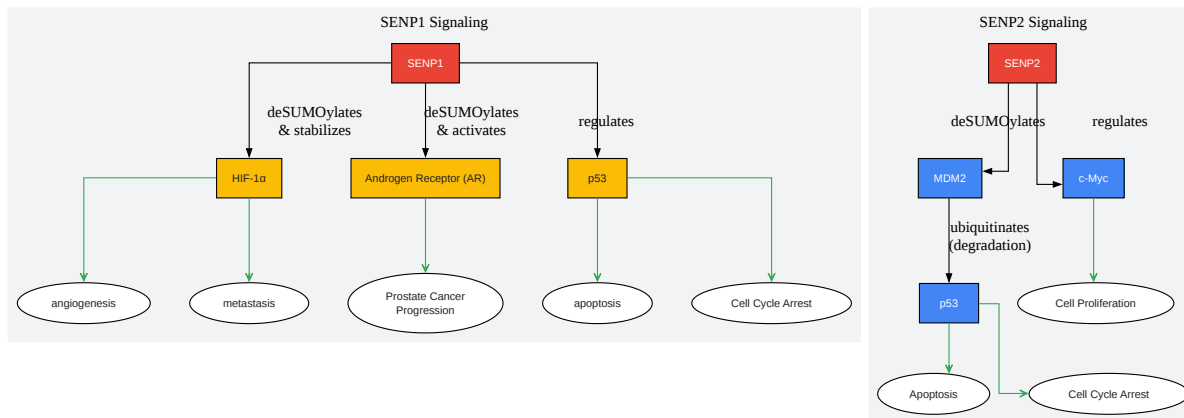 SENP1 Signaling
SENP1
deSUMOylates
& stabilizes
deSUMOylates
& activates
regulates
HIF-1α
Androgen Receptor (AR)
p53
angiogenesis
metastasis
Prostate Cancer
Progression
apoptosis
Cell Cycle Arrest
SENP2 Signaling
SENP2
deSUMOylates
regulates
MDM2
c-Myc
ubiquitinates
(degradation)
p53
Cell Proliferation
Apoptosis
Cell Cycle Arrest